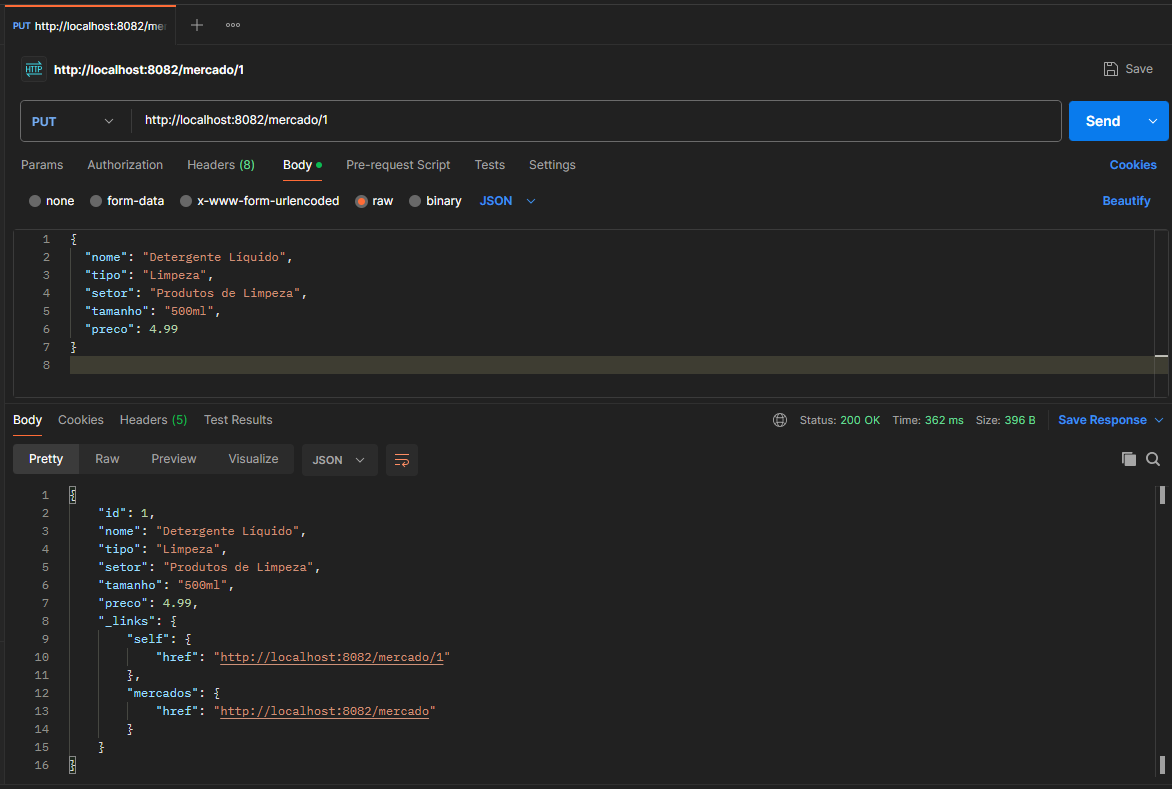 PUT http://localhost:8082/me
HTTP http://localhost:8082/mercado/1 Save
PUT http://localhost:8082/mercado/1 Send
Params Authorization Headers (8) Body Pre-request Script Tests Settings Cookies
none form-data x-www-form-urlencoded raw binary JSON Beautify
1 {
2 "nome": "Detergente Líquido",
3 "tipo": "Limpeza",
4 "setor": "Produtos de Limpeza",
5 "tamanho": "500ml",
6 "preco": 4.99
7 }
8
Body Cookies Headers (5) Test Results Status: 200 OK Time: 362 ms Size: 396 B Save Response
Pretty Raw Preview Visualize JSON
1 {
2 "id": 1,
3 "nome": "Detergente Líquido",
4 "tipo": "Limpeza",
5 "setor": "Produtos de Limpeza",
6 "tamanho": "500ml",
7 "preco": 4.99,
8 "_links": {
9 "self": {
10 "href": "http://localhost:8082/mercado/1"
11 },
12 "mercados": {
13 "href": "http://localhost:8082/mercado"
14 }
15 }
16 }